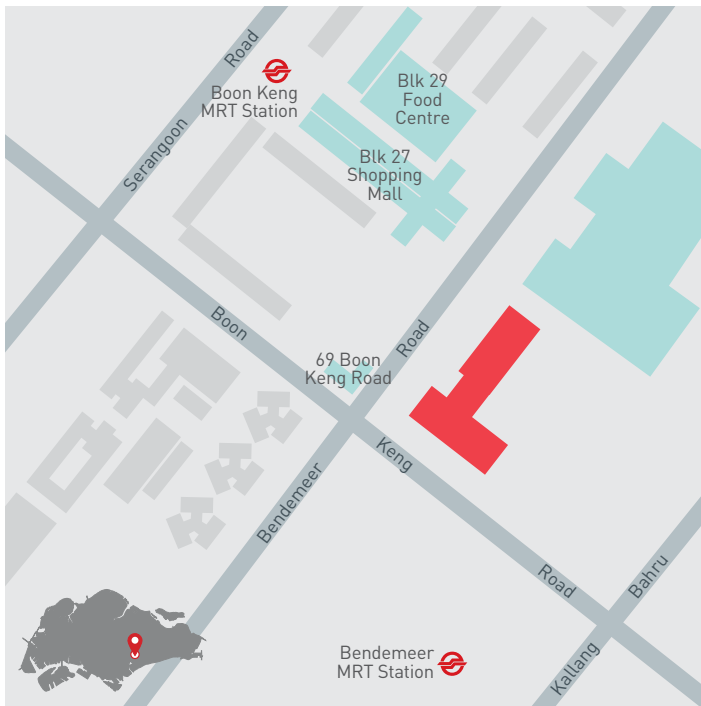 Serangoon
Road
Boon Keng
MRT Station
Blk 29
Food
Centre
Blk 27
Shopping
Mall
Boon
Keng
Road
69 Boon
Keng Road
Bendemeer
Road
Kallang
Bahru
Bendemeer
MRT Station